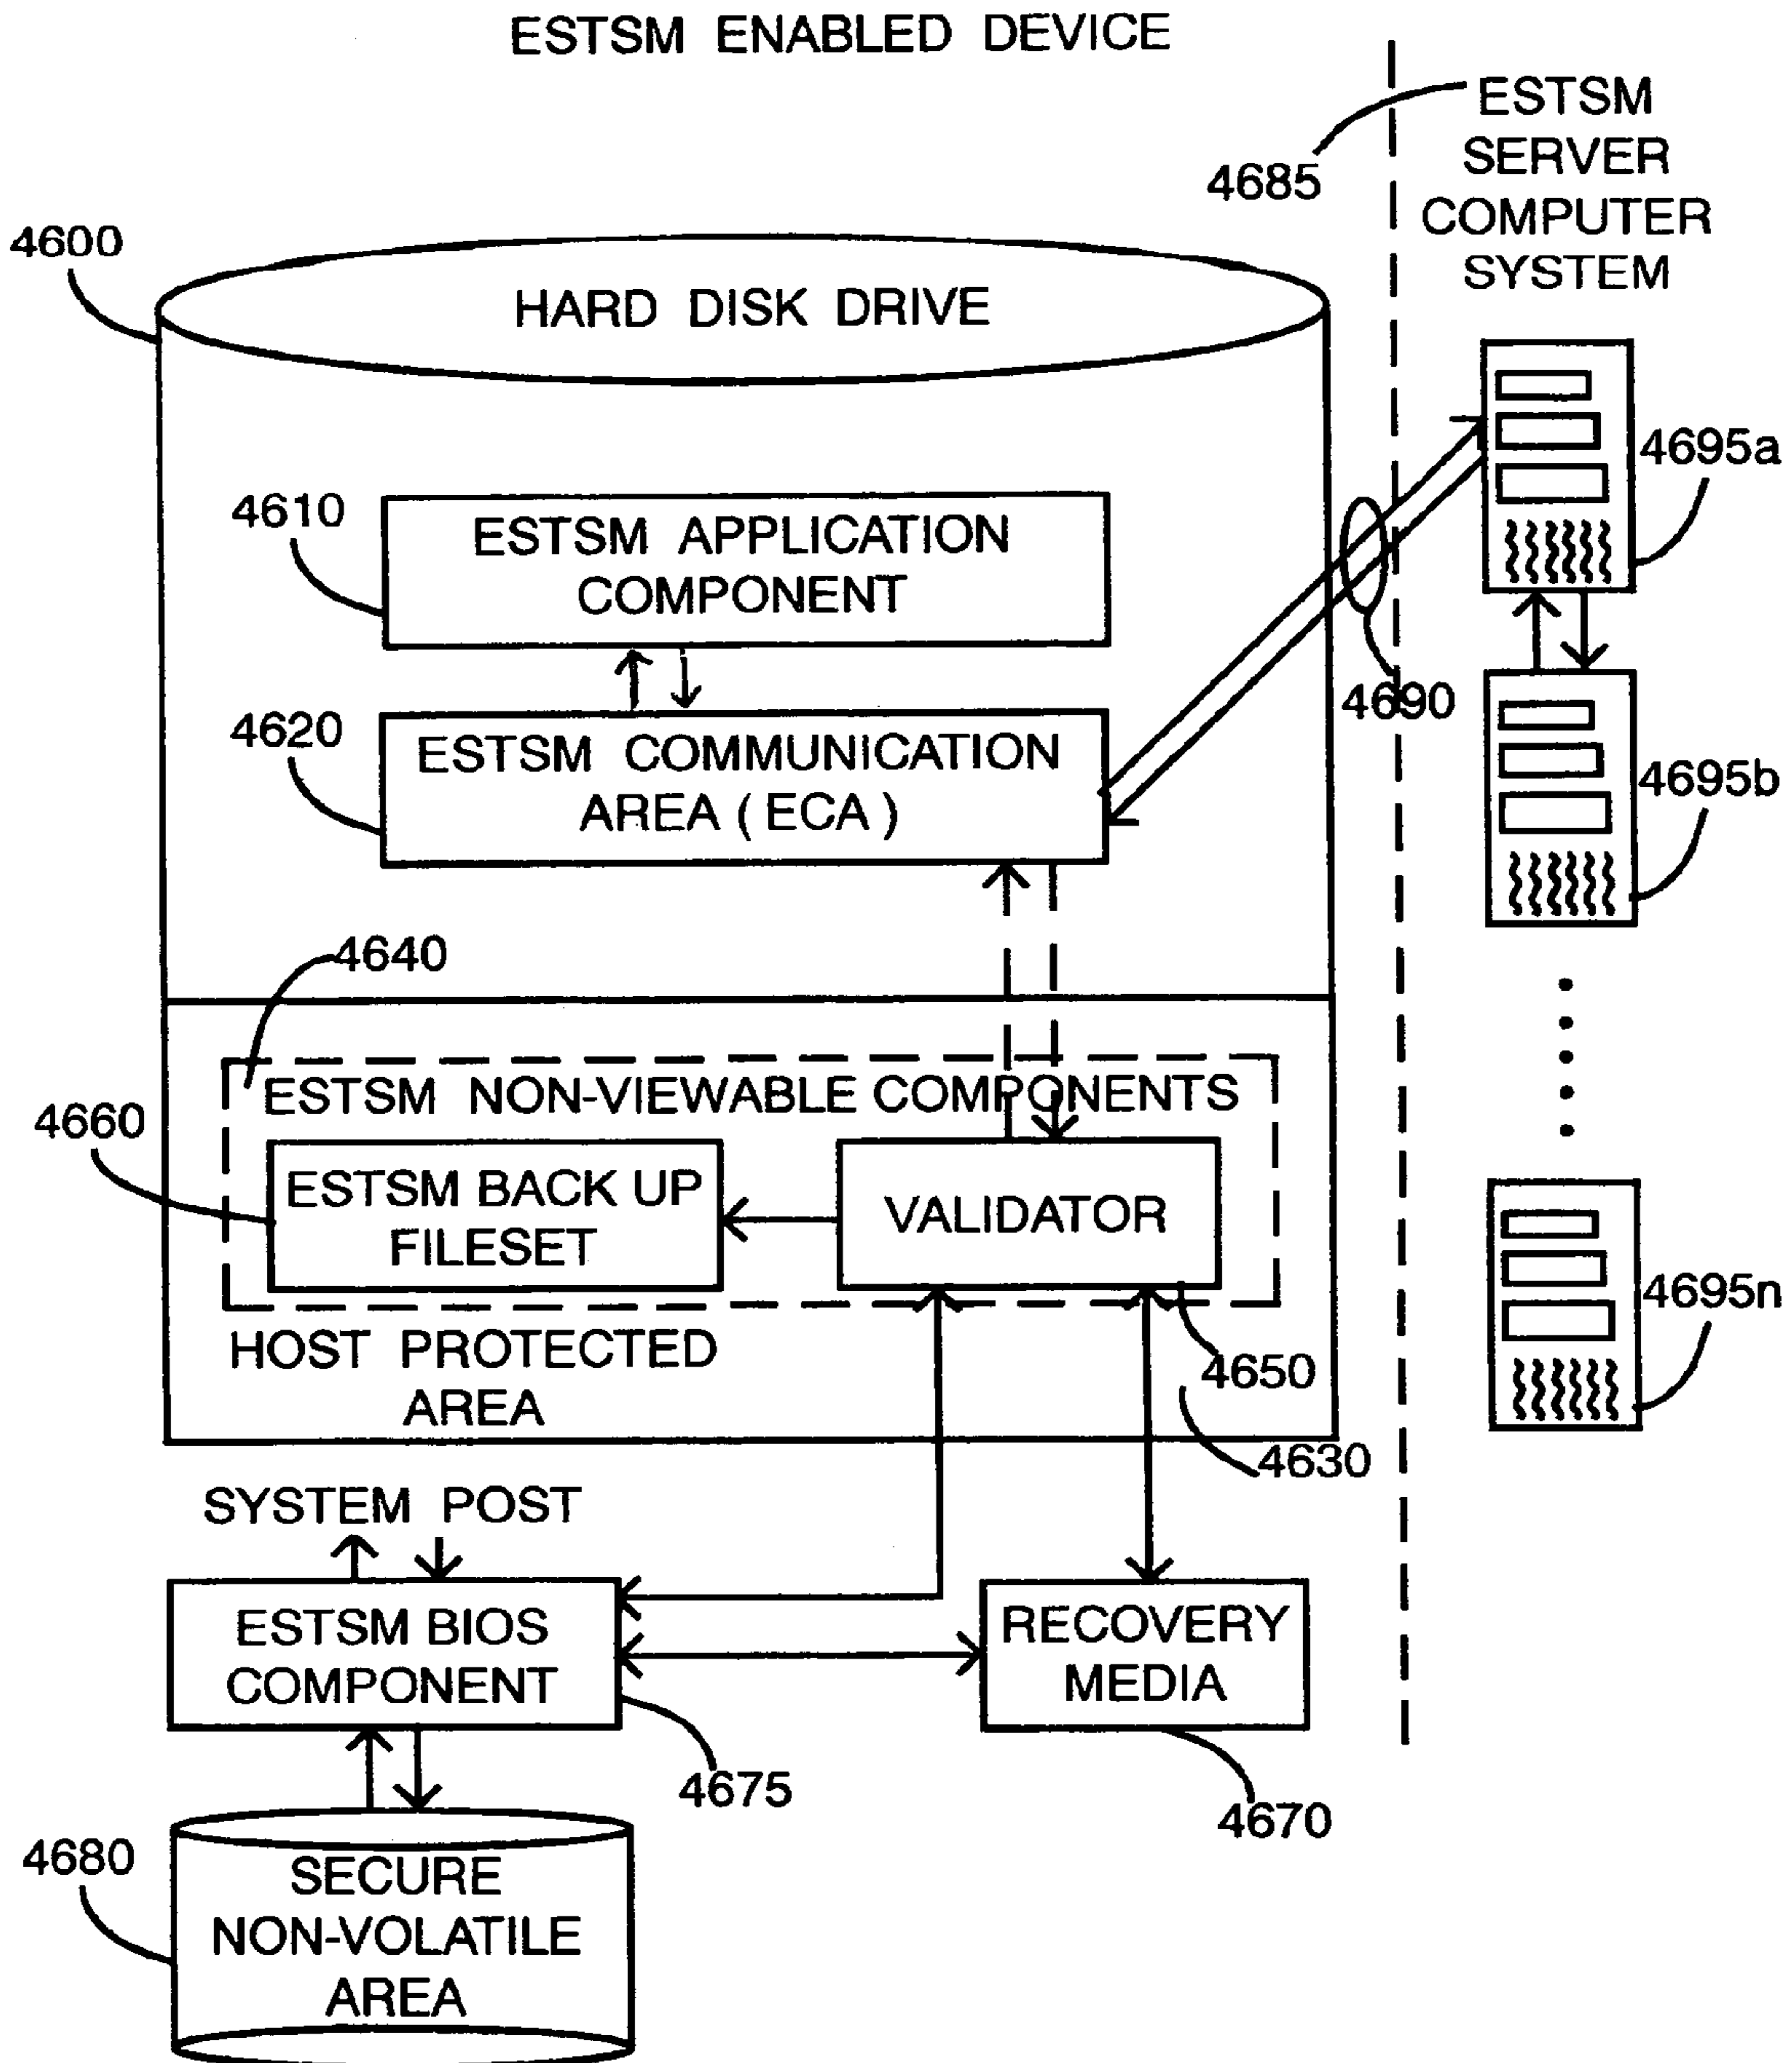 ESTSM ENABLED DEVICE
ESTSM
SERVER
COMPUTER
SYSTEM
4685
4600
HARD DISK DRIVE
4695a
4610
ESTSM APPLICATION
COMPONENT
4690
4620
ESTSM COMMUNICATION
AREA ( ECA )
4695b
4640
ESTSM NON-VIEWABLE COMPONENTS
4660
ESTSM BACK UP
FILESET
VALIDATOR
4695n
HOST PROTECTED
AREA
4650
4630
SYSTEM POST
ESTSM BIOS
COMPONENT
RECOVERY
MEDIA
4675
4670
4680
SECURE
NON-VOLATILE
AREA